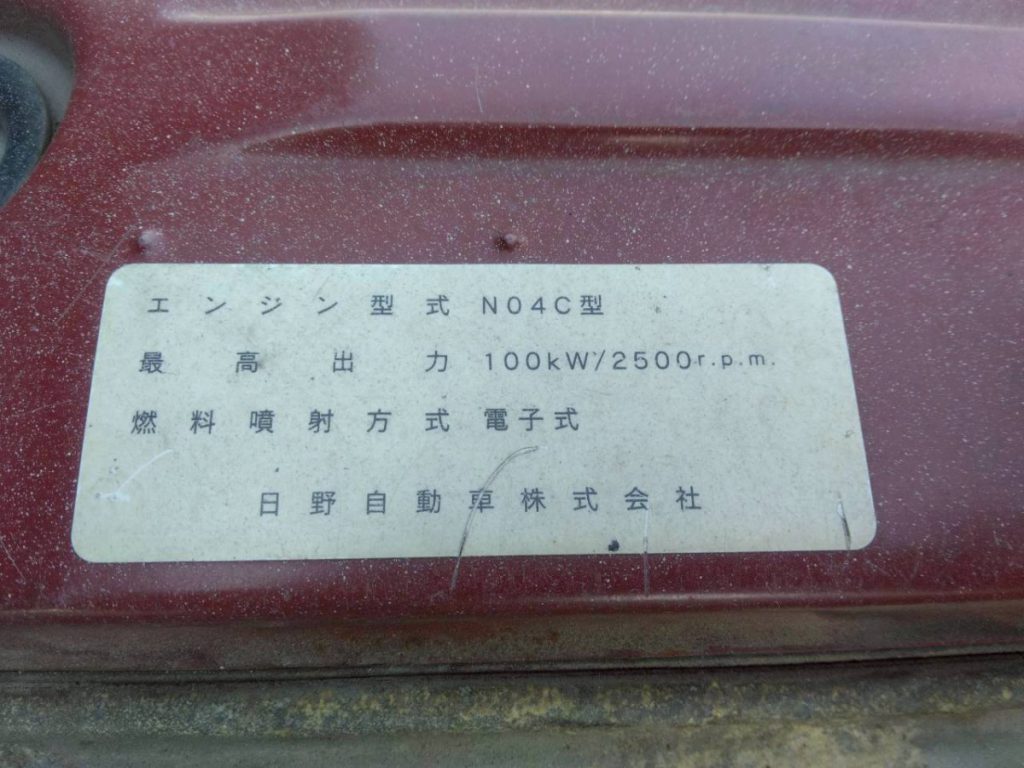 エンジン型式 N04C型
最高出力 100kW/2500r.p.m.
燃料噴射方式 電子式
日野自動車株式会社